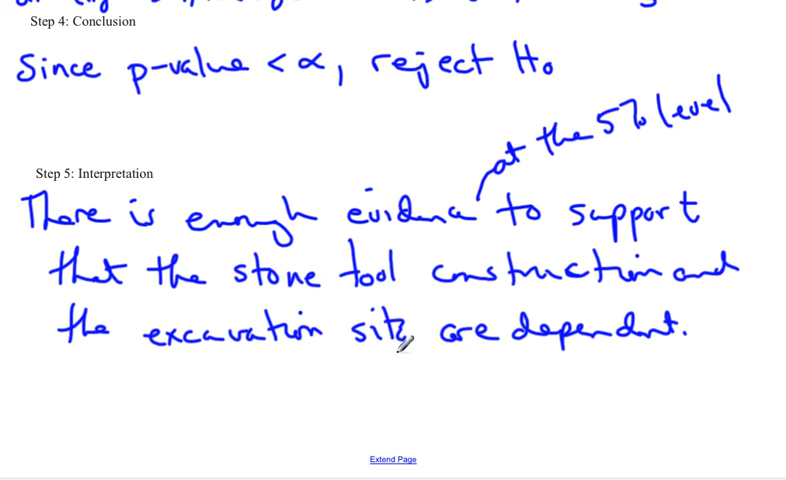 Step 4: Conclusion
Since p-value < α, reject H₀
at the 5% level
Step 5: Interpretation
There is enough evidence to support
that the stone tool construction and
the excavation site are dependent.
Extend Page